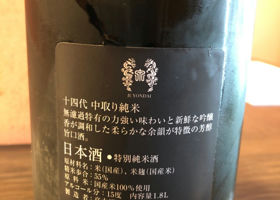 JUYONDAI
十四代 中取り純米
無濾過特有の力強い味わいと新鮮な吟醸
香が調和した柔らかな余韻が特徴の芳醇
旨口酒。
日本酒 ●特別純米酒
原材料名：米(国産)、米麹(国産米)
精米歩合：55%
原料米：国産米100%使用
アルコール分：15度 内容量1.8L
製造者：